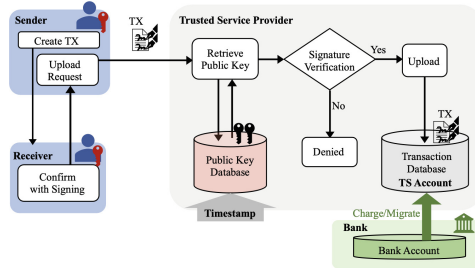 Sender
Create TX
Upload
Request
TX
Receiver
Confirm
with Signing
Trusted Service Provider
Retrieve
Public Key
Signature
Verification
Yes
Upload
No
Denied
TX
Public Key
Database
Transaction
Database
TS Account
Timestamp
Charge/Migrate
Bank
Bank Account